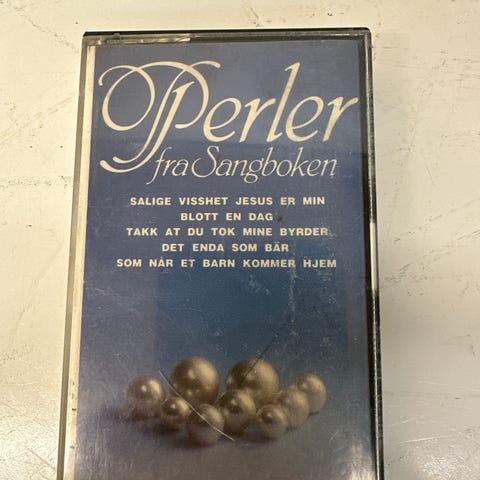 Perler
fra Sangboken
SALIGE VISSHET JESUS ER MIN
BLOTT EN DAG
TAKK AT DU TOK MINE BYRDER
DET ENDA SOM BÄR
SOM NÅR ET BARN KOMMER HJEM